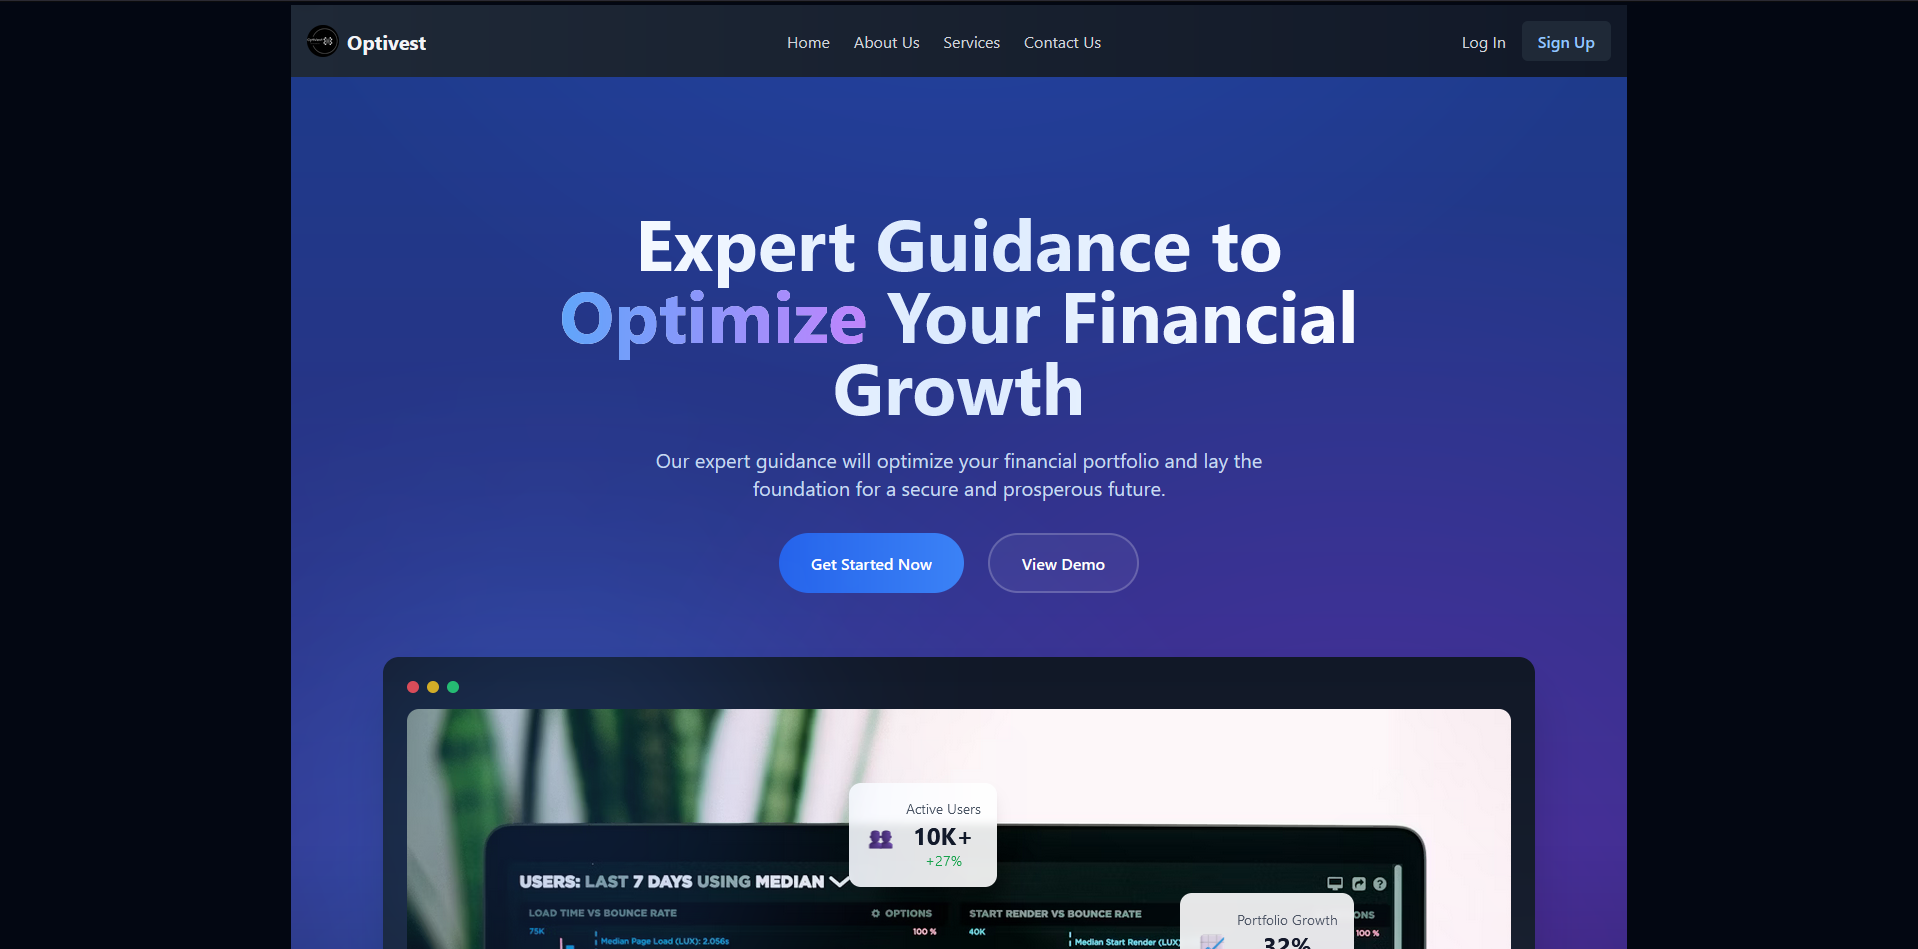 Optivest
Home
About Us
Services
Contact Us
Log In
Sign Up
Expert Guidance to
Optimize Your Financial
Growth
Our expert guidance will optimize your financial portfolio and lay the
foundation for a secure and prosperous future.
Get Started Now
View Demo
Active Users
10K+
+27%
USERS: LAST 7 DAYS USING MEDIAN
LOAD TIME VS BOUNCE RATE
OPTIONS
START RENDER VS BOUNCE RATE
Portfolio Growth
32%
ONS
75K
100 %
40K
100 %
Median Page Load (LUX): 2.056s
Median Start Render (LUX)